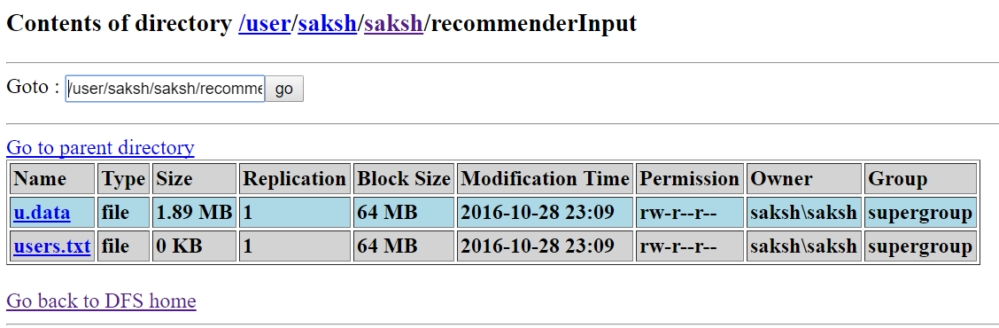 Contents of directory /user/saksh/saksh/recommenderInput
Goto : /user/saksh/saksh/recomme go
Go to parent directory
Name Type Size Replication Block Size Modification Time Permission Owner Group
u.data file 1.89 MB 1 64 MB 2016-10-28 23:09 rw-r--r-- saksh\saksh supergroup
users.txt file 0 KB 1 64 MB 2016-10-28 23:09 rw-r--r-- saksh\saksh supergroup
Go back to DFS home